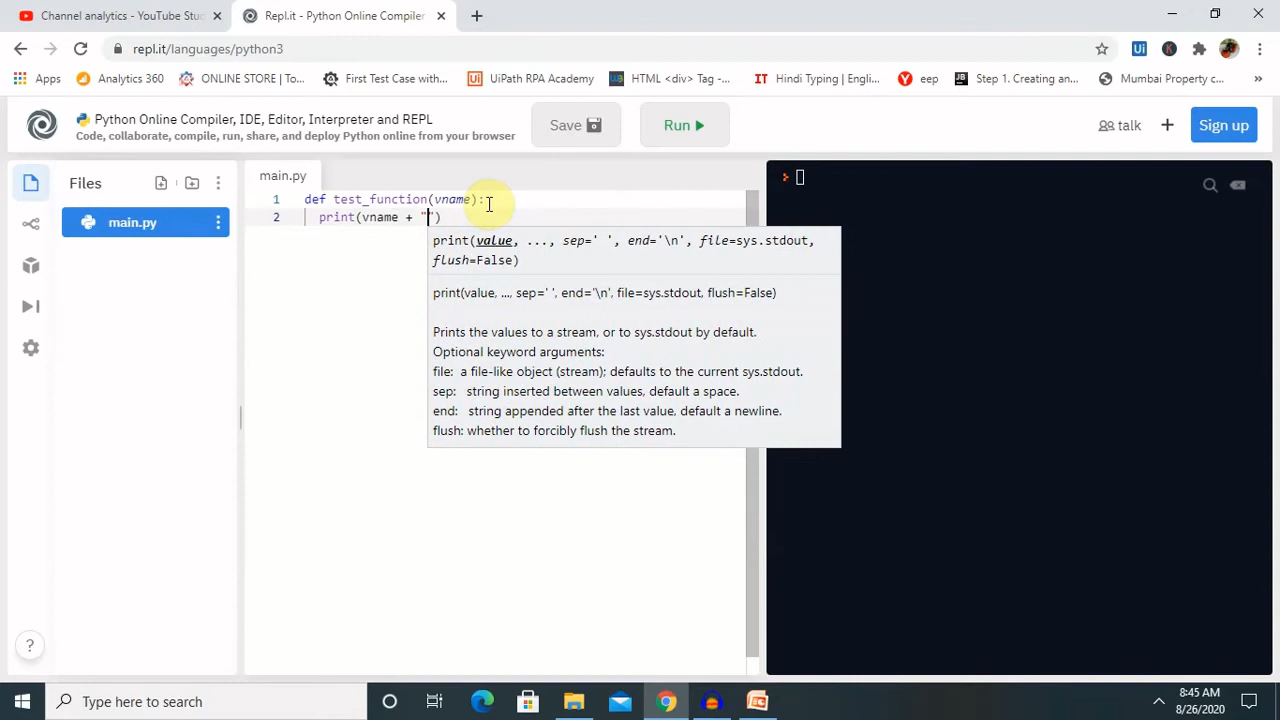 Channel analytics - YouTube Stud
Repl.it - Python Online Compiler
repl.it/languages/python3
Apps
Analytics 360
ONLINE STORE | To...
First Test Case with...
UiPath RPA Academy
HTML <div> Tag -...
Hindi Typing | Engli...
eep
Step 1. Creating an...
Mumbai Property c...
Python Online Compiler, IDE, Editor, Interpreter and REPL
Code, collaborate, compile, run, share, and deploy Python online from your browser
Save
Run
talk
Sign up
Files
main.py
main.py
1 def test_function(vname):
2 print(vname + "")
print(value, ..., sep=' ', end='\n', file=sys.stdout,
flush=False)
print(value, ..., sep=' ', end='\n', file=sys.stdout, flush=False)
Prints the values to a stream, or to sys.stdout by default.
Optional keyword arguments:
file: a file-like object (stream); defaults to the current sys.stdout.
sep: string inserted between values, default a space.
end: string appended after the last value, default a newline.
flush: whether to forcibly flush the stream.
Type here to search
8:45 AM
8/26/2020